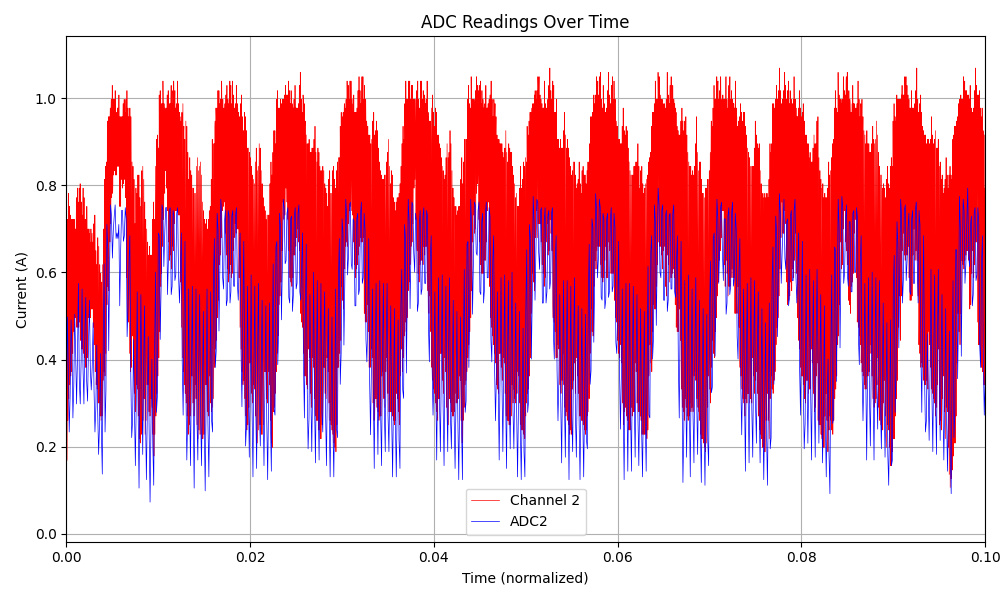 ADC Readings Over Time
Current (A)
1.0
0.8
0.6
0.4
0.2
0.0
Channel 2
ADC2
0.00 0.02 0.04 0.06 0.08 0.10
Time (normalized)